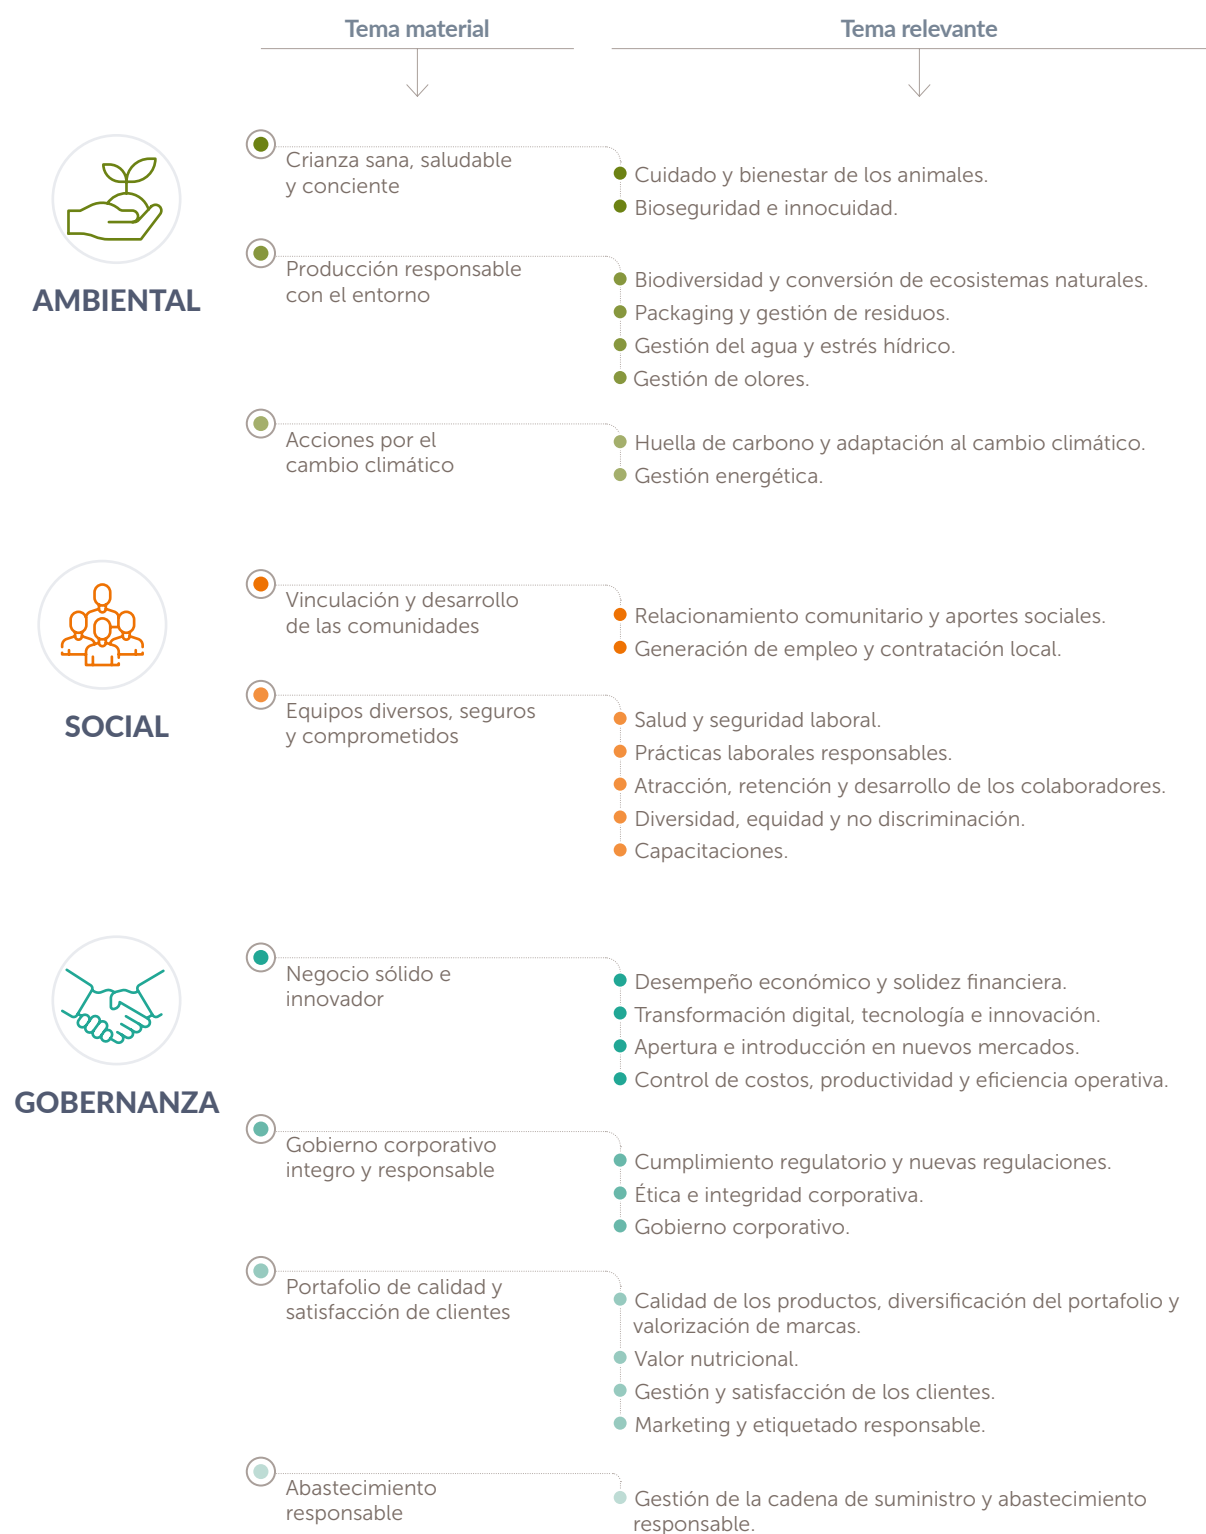 Tema material
Tema relevante
AMBIENTAL
Crianza sana, saludable
y conciente
Cuidado y bienestar de los animales.
Bioseguridad e innocuidad.
Producción responsable
con el entorno
Biodiversidad y conversión de ecosistemas naturales.
Packaging y gestión de residuos.
Gestión del agua y estrés hídrico.
Gestión de olores.
Acciones por el
cambio climático
Huella de carbono y adaptación al cambio climático.
Gestión energética.
SOCIAL
Vinculación y desarrollo
de las comunidades
Relacionamiento comunitario y aportes sociales.
Generación de empleo y contratación local.
Equipos diversos, seguros
y comprometidos
Salud y seguridad laboral.
Prácticas laborales responsables.
Atracción, retención y desarrollo de los colaboradores.
Diversidad, equidad y no discriminación.
Capacitaciones.
GOBERNANZA
Negocio sólido e
innovador
Desempeño económico y solidez financiera.
Transformación digital, tecnología e innovación.
Apertura e introducción en nuevos mercados.
Control de costos, productividad y eficiencia operativa.
Gobierno corporativo
integro y responsable
Cumplimiento regulatorio y nuevas regulaciones.
Ética e integridad corporativa.
Gobierno corporativo.
Portafolio de calidad y
satisfacción de clientes
Calidad de los productos, diversificación del portafolio y
valorización de marcas.
Valor nutricional.
Gestión y satisfacción de los clientes.
Marketing y etiquetado responsable.
Abastecimiento
responsable
Gestión de la cadena de suministro y abastecimiento
responsable.